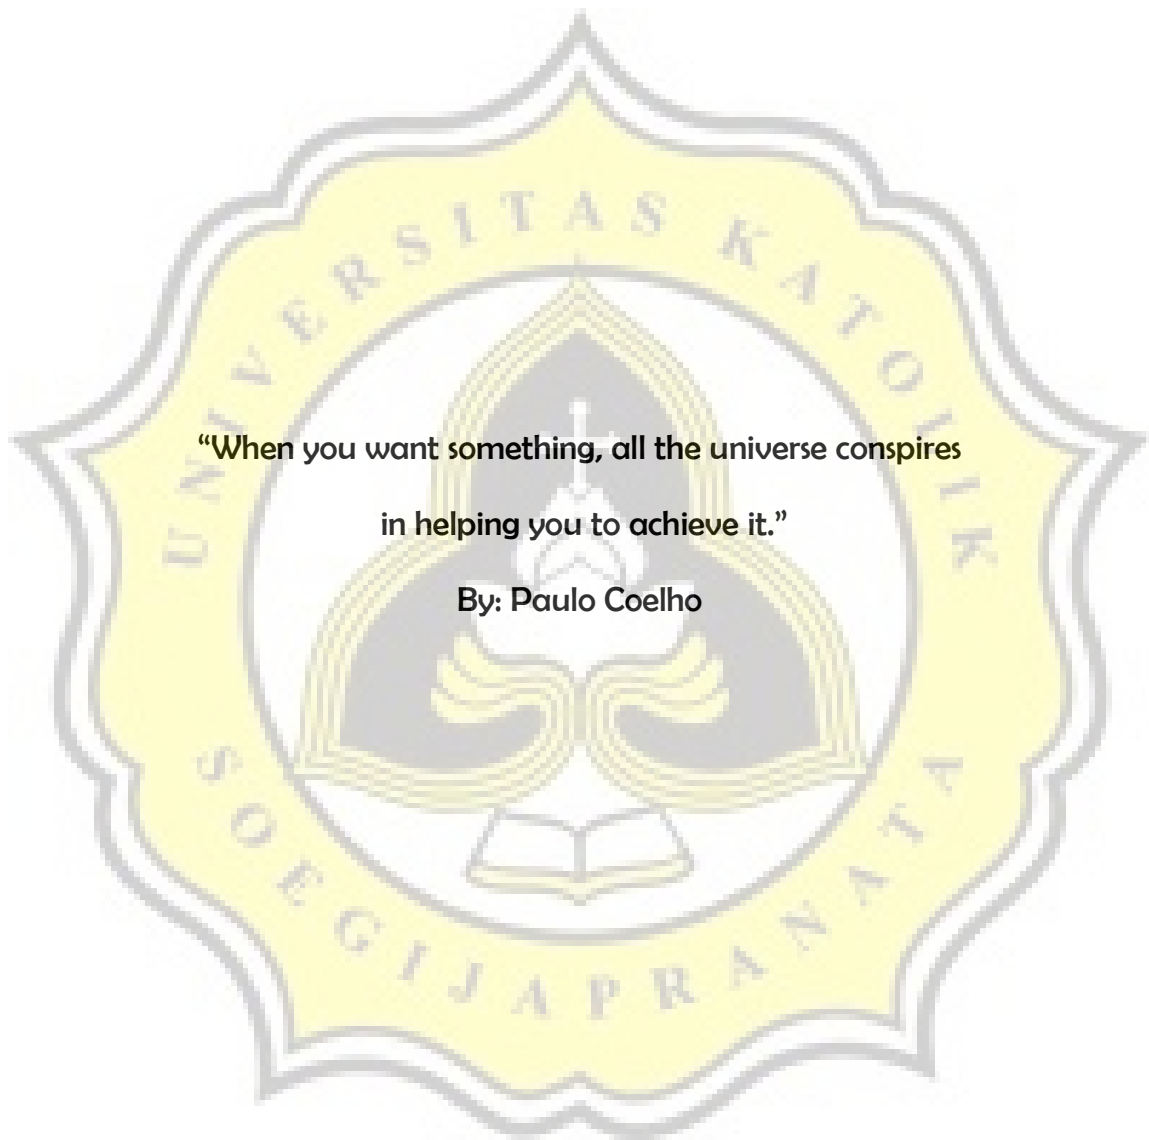 UNIVERSITAS KATOLIK
“When you want something, all the universe conspires
in helping you to achieve it.”
By: Paulo Coelho
SOEGIJAPRANATA